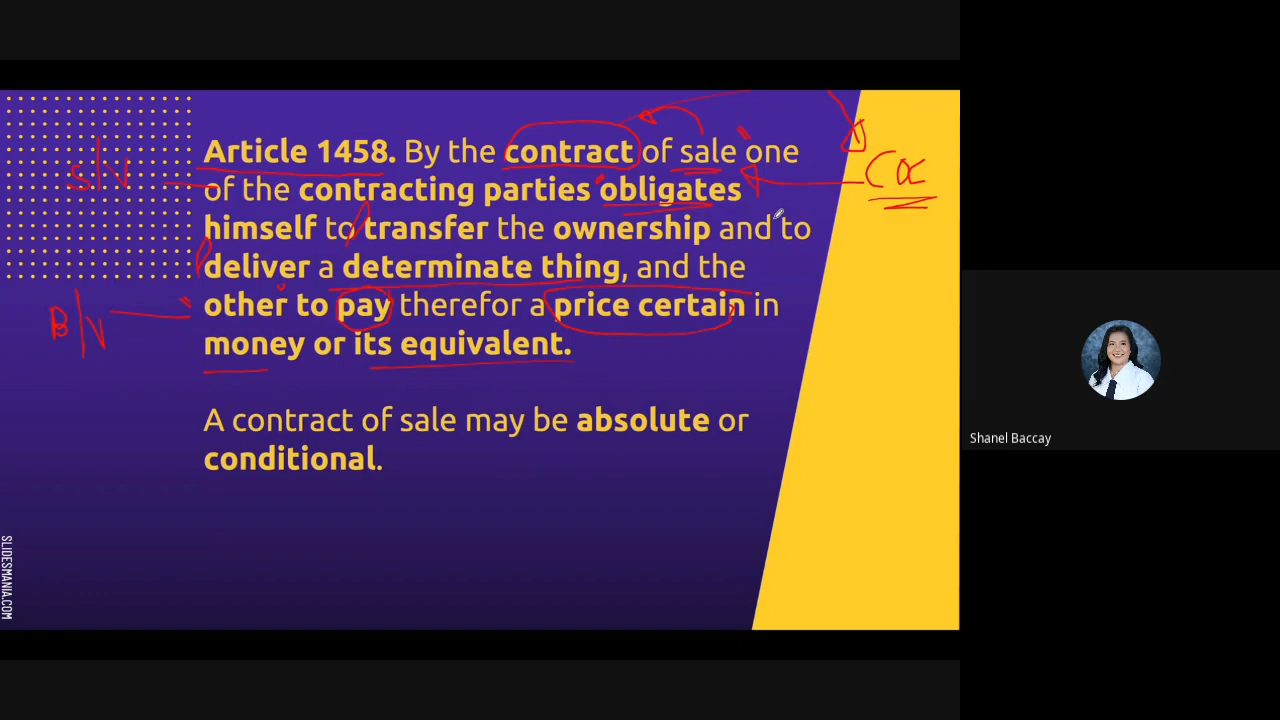 Article 1458. By the contract of sale one
of the contracting parties obligates
himself to transfer the ownership and to
deliver a determinate thing, and the
other to pay therefor a price certain in
money or its equivalent.
A contract of sale may be absolute or
conditional.
S/V
B/V
SLIDESMANIA.COM
Shanel Baccay